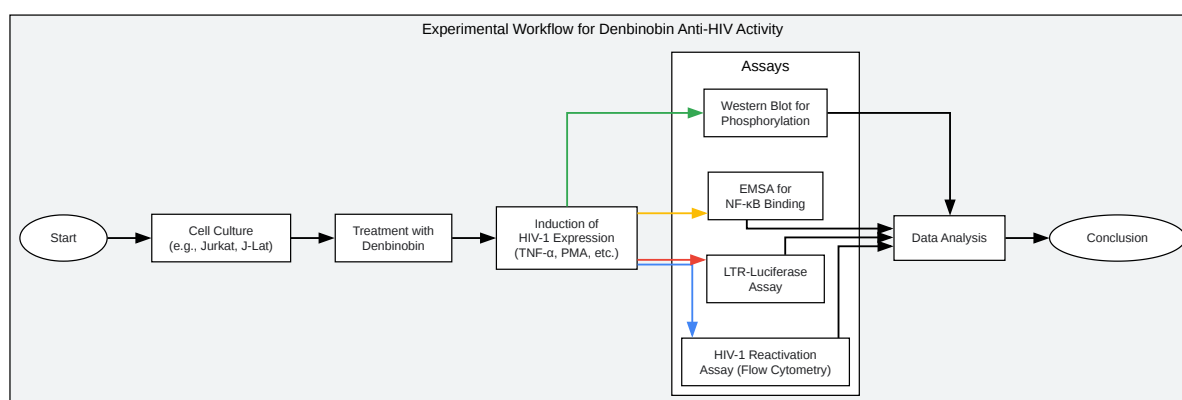 Experimental Workflow for Denbinobin Anti-HIV Activity
Assays
Western Blot for
Phosphorylation
EMSA for
NF-κB Binding
Start
Cell Culture
(e.g., Jurkat, J-Lat)
Treatment with
Denbinobin
Induction of
HIV-1 Expression
(TNF-α, PMA, etc.)
Data Analysis
Conclusion
LTR-Luciferase
Assay
HIV-1 Reactivation
Assay (Flow Cytometry)